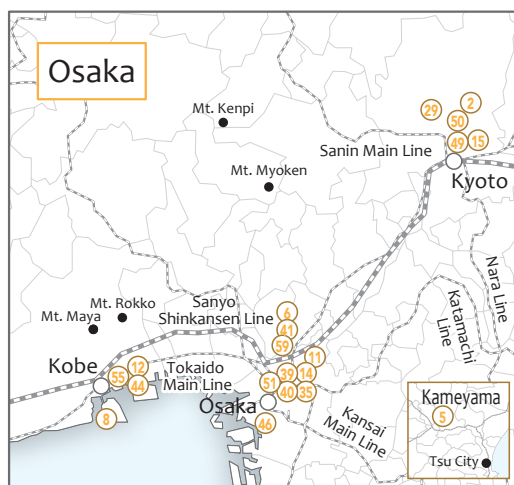 Osaka
Mt. Kenpi
2
29
50
Sanin Main Line
49
15
Kyoto
Mt. Myoken
Nara Line
Katamachi
Line
Mt. Rokko
Mt. Maya
Sanyo
Shinkansen Line
6
41
59
Kobe
12
55
44
Tokaido
Main Line
11
39
14
51
40
35
Osaka
8
46
Kansai
Main Line
Kameyama
5
Tsu City